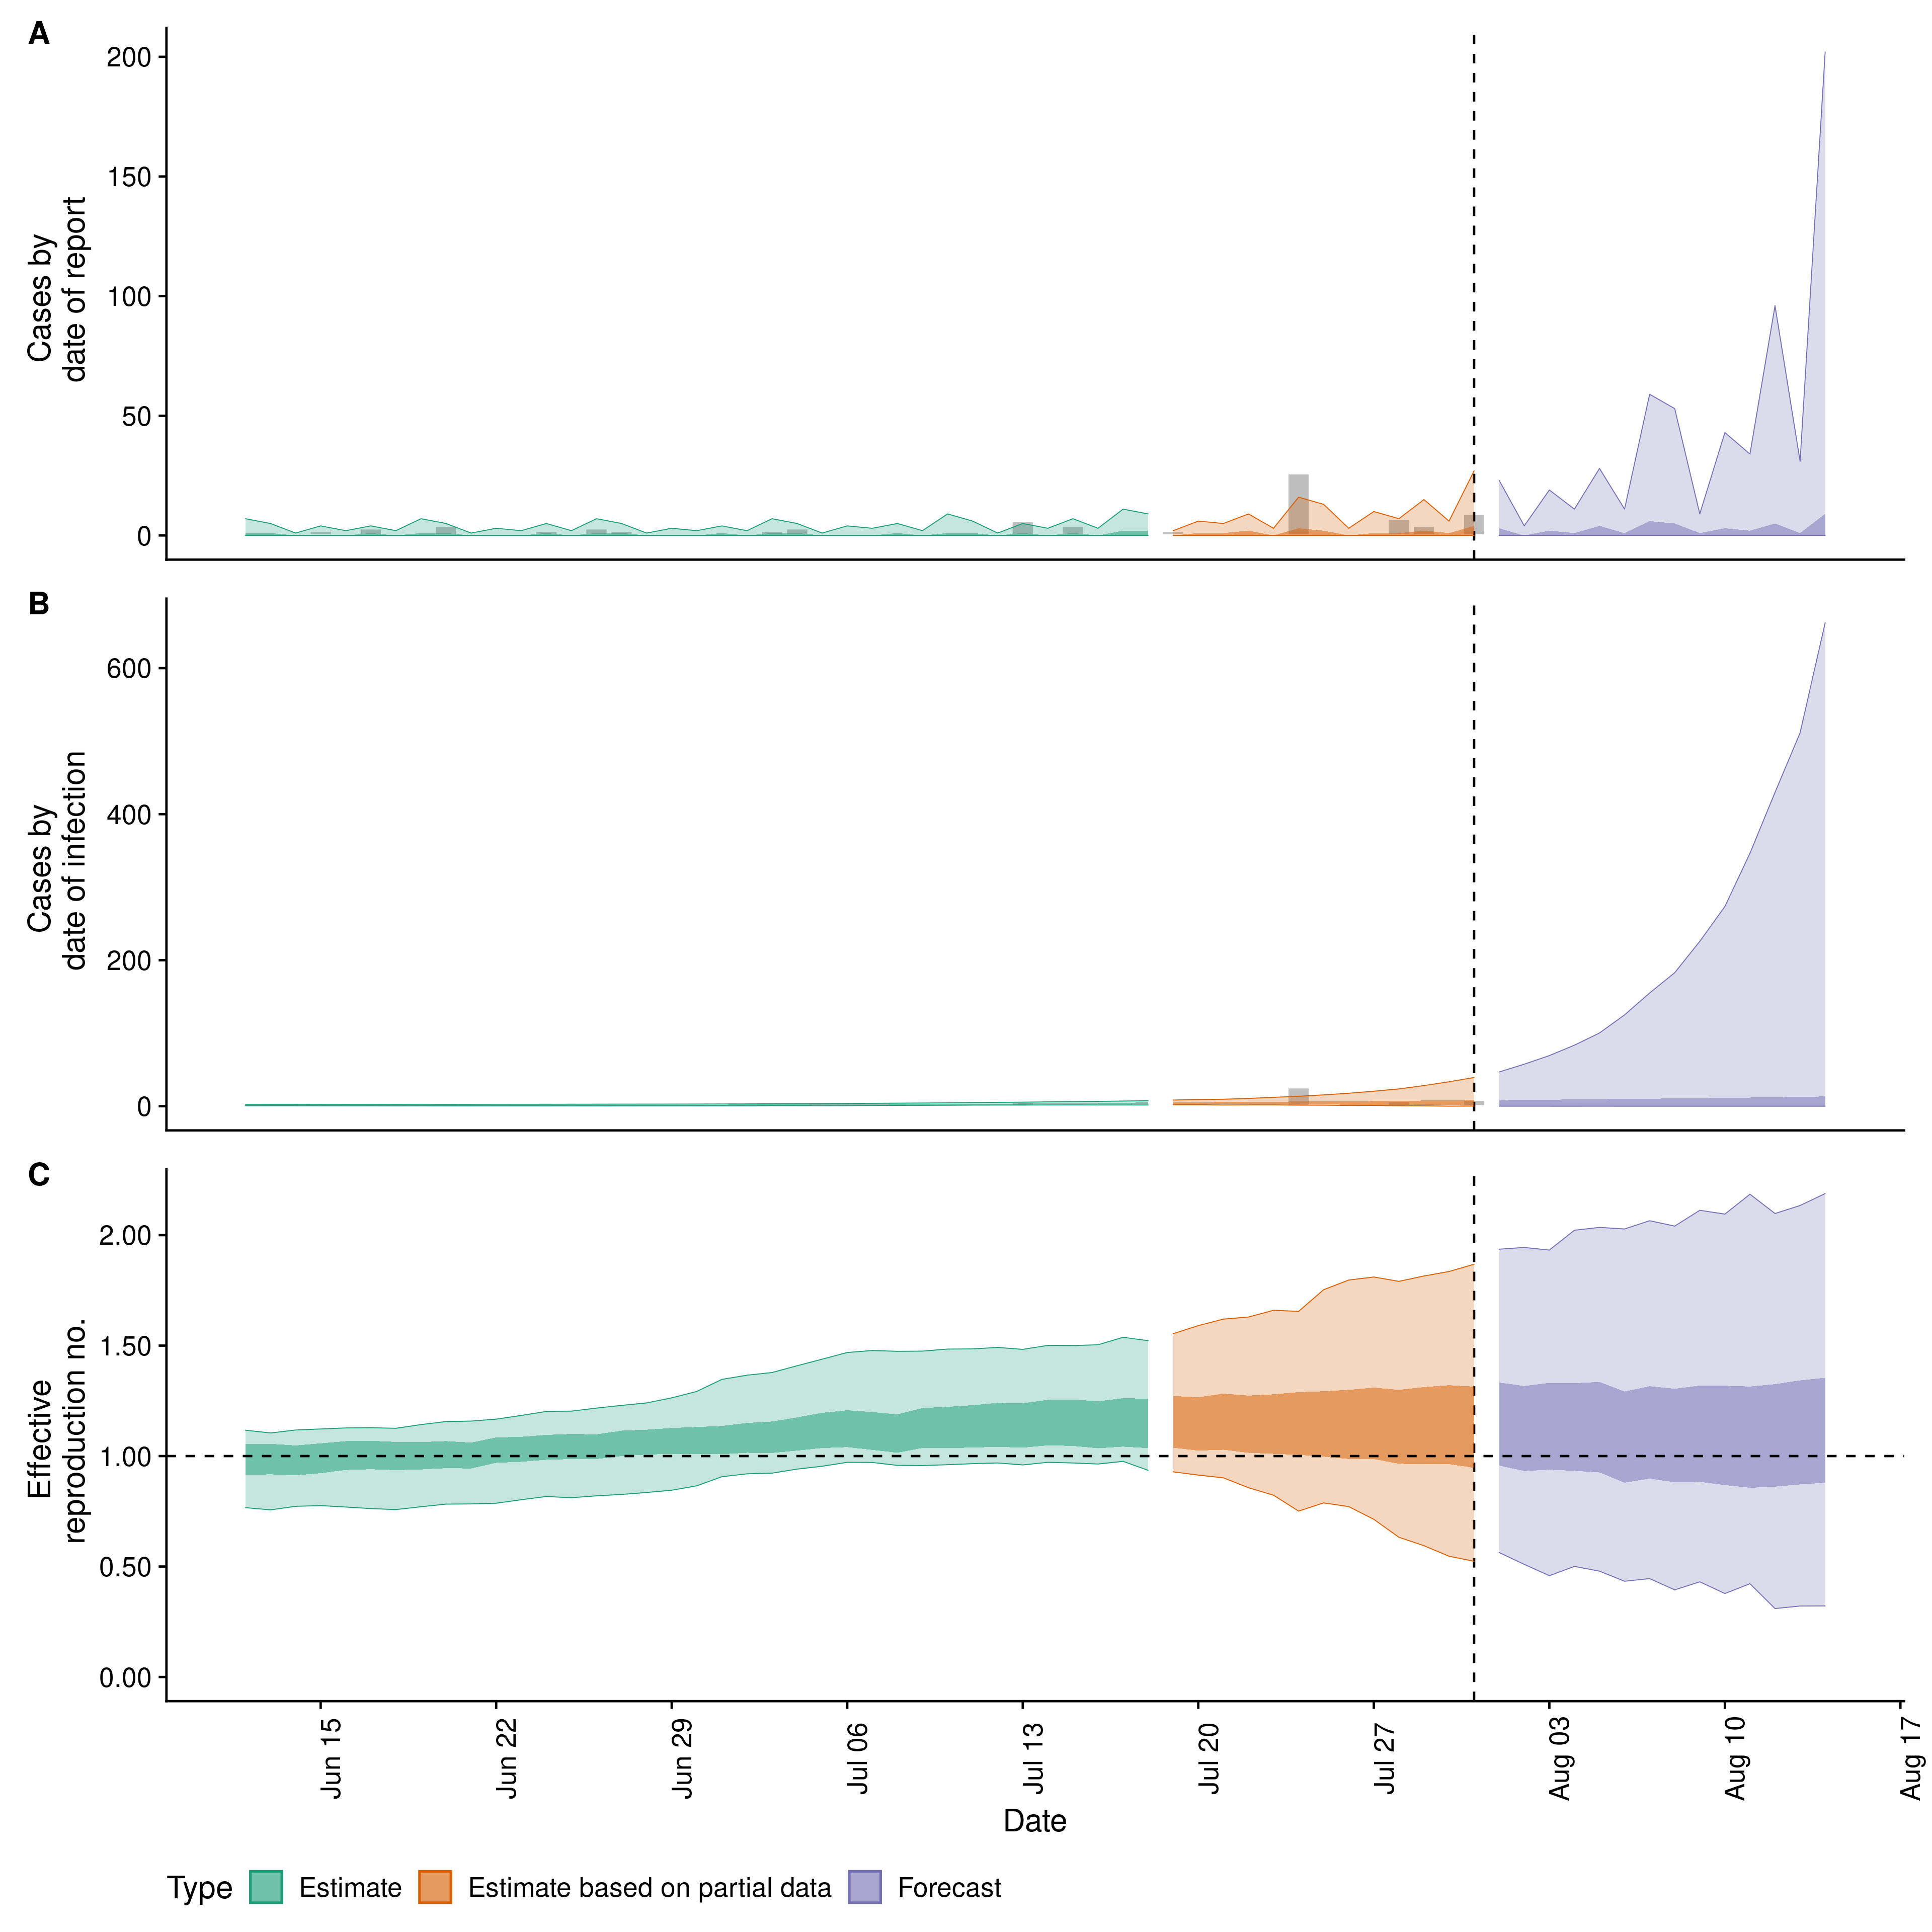 A
200
150
100
50
0
Cases by
date of report
B
600
400
200
0
Cases by
date of infection
C
2.00
1.50
1.00
0.50
0.00
Effective
reproduction no.
Jun 15
Jun 22
Jun 29
Jul 06
Jul 13
Jul 20
Jul 27
Aug 03
Aug 10
Aug 17
Date
Type Estimate Estimate based on partial data Forecast